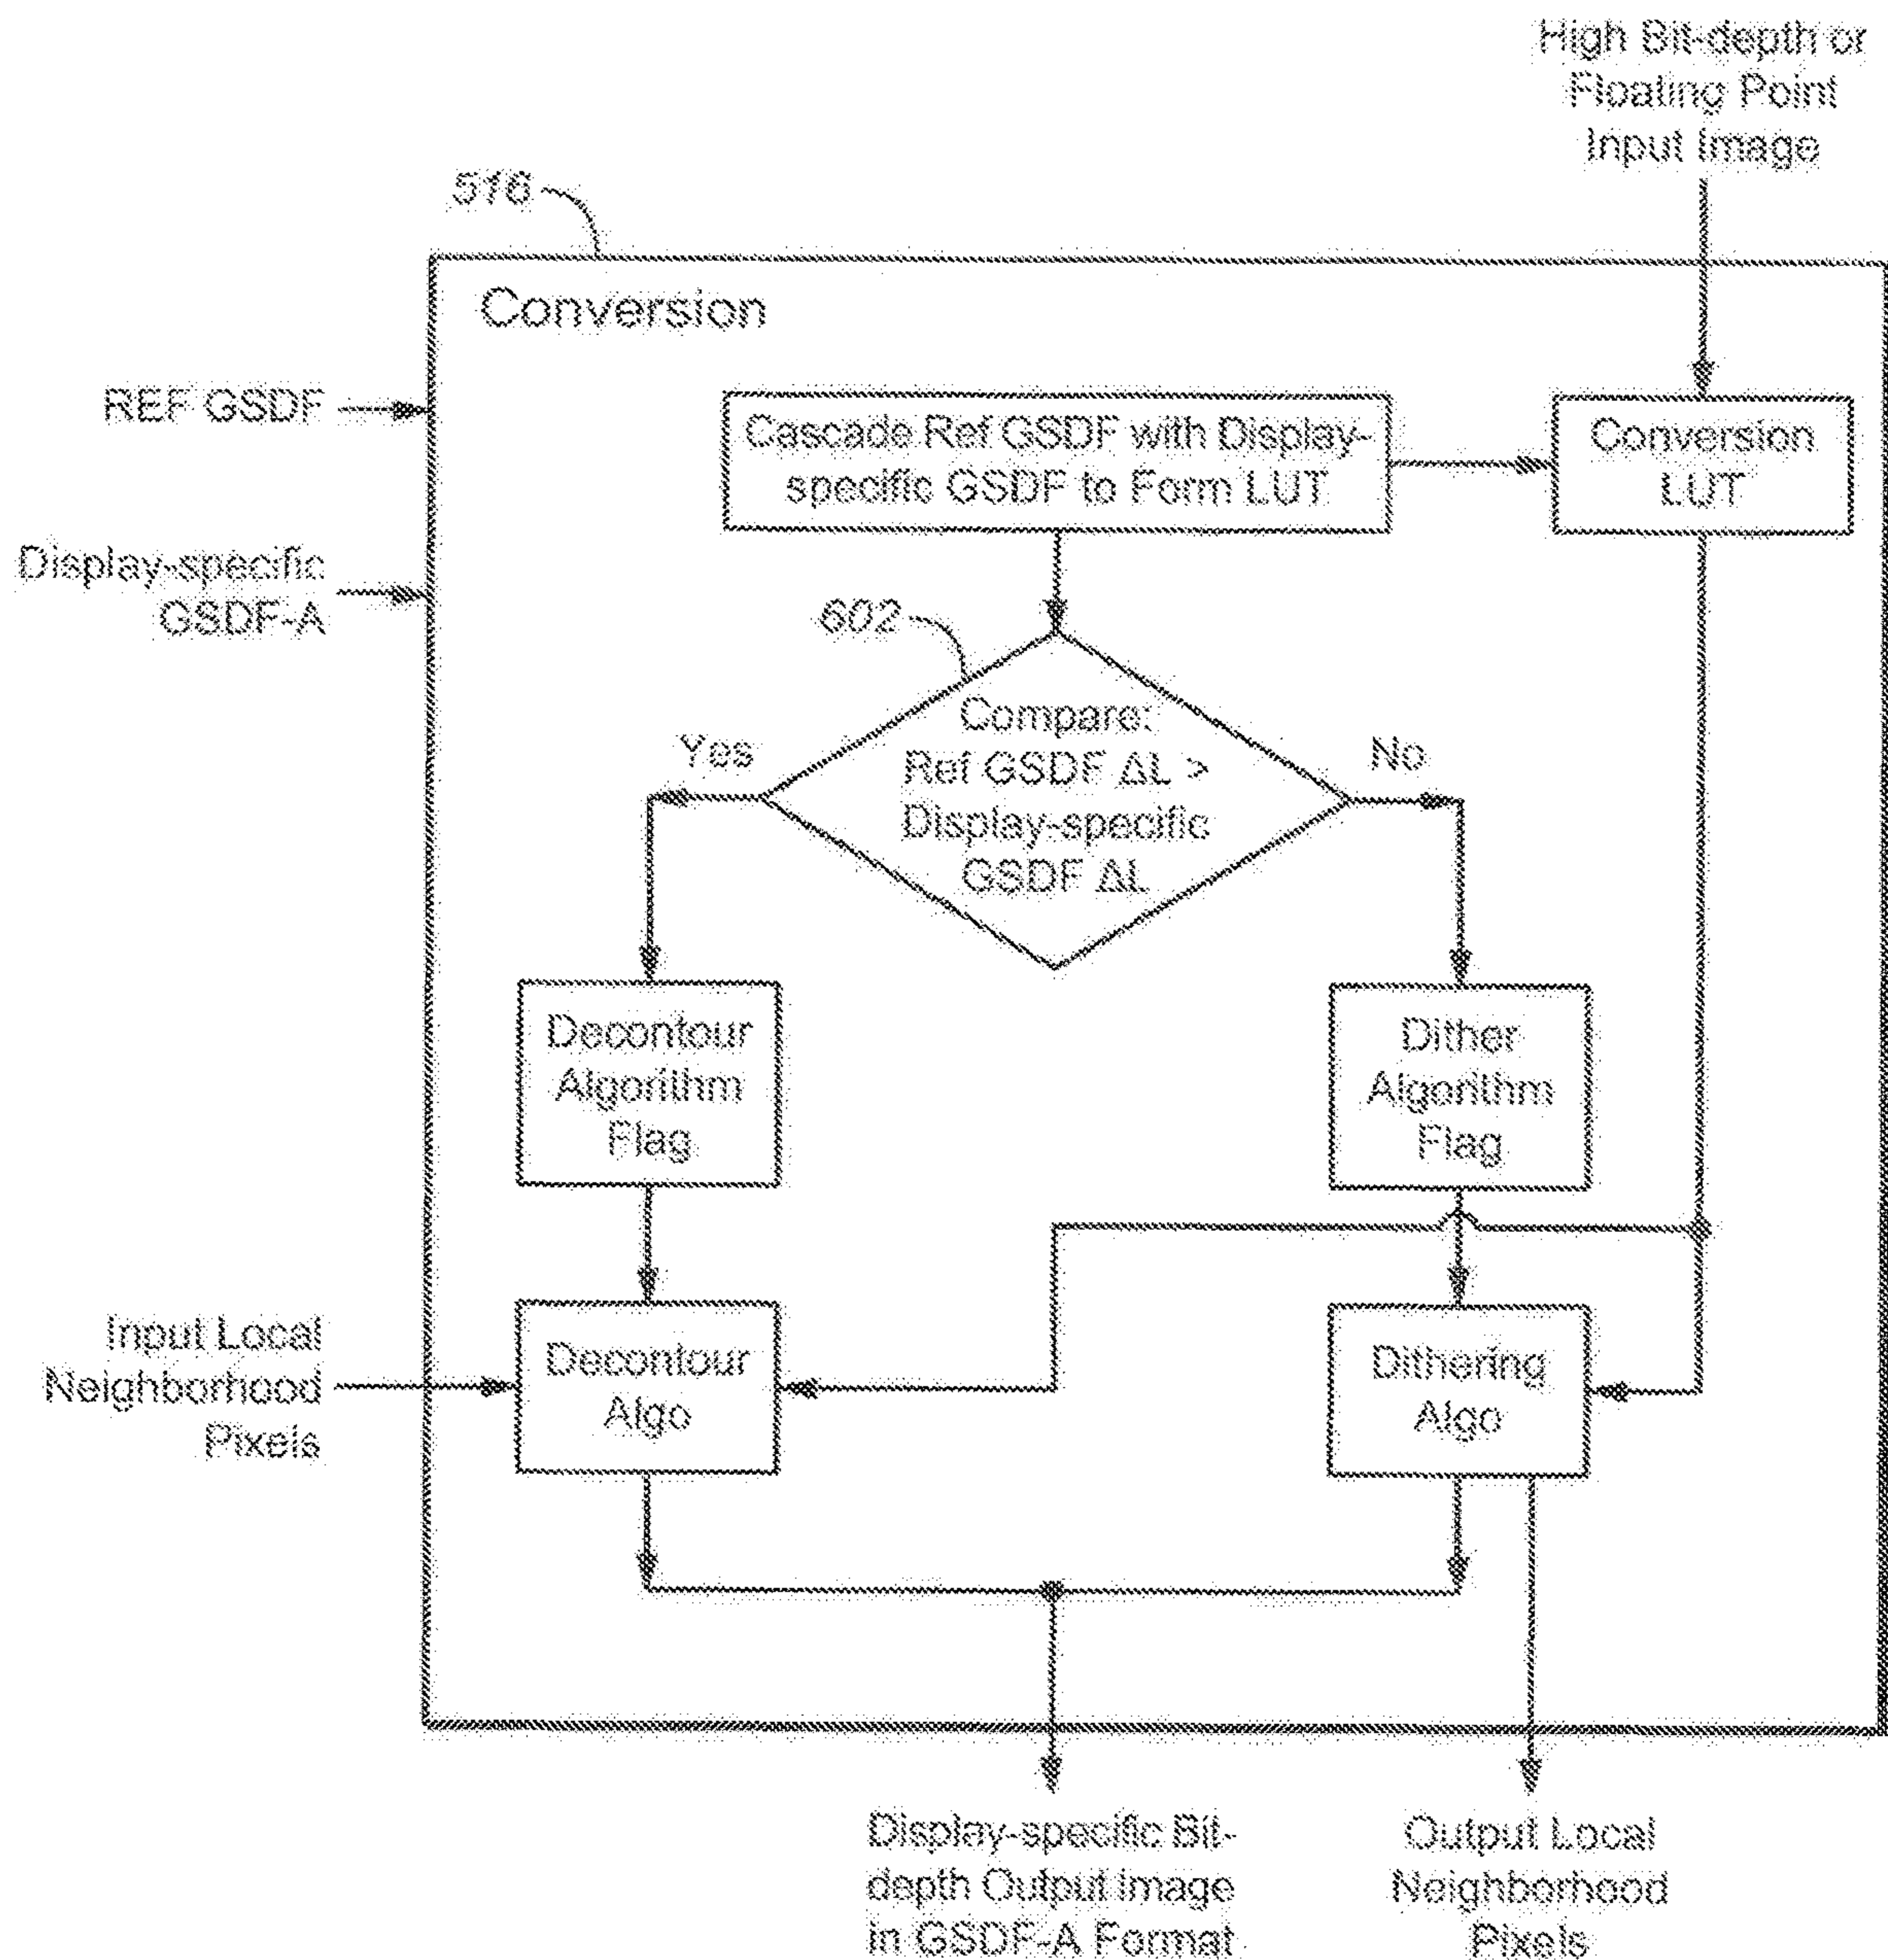 High Bit-depth or
Floating Point
Input Image
516
Conversion
REF GSDF
Cascade Ref GSDF with Display-
specific GSDF to Form LUT
Conversion
LUT
Display-specific
GSDF-A
602
Compare:
Ref GSDF ΔL >
Display-specific
GSDF ΔL
Yes
No
Decontour
Algorithm
Flag
Dither
Algorithm
Flag
Input Local
Neighborhood
Pixels
Decontour
Algo
Dithering
Algo
Display-specific Bit-
depth Output image
in GSDF-A Format
Output Local
Neighborhood
Pixels